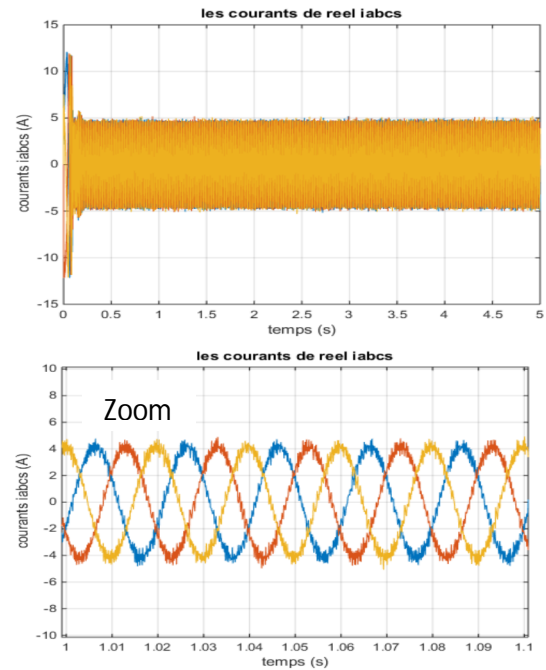 les courants de reel iabcs
15
10
5
0
-5
-10
-15
courants iabcs (A)
0 0.5 1 1.5 2 2.5 3 3.5 4 4.5 5
temps (s)
les courants de reel iabcs
10
8
6
4
2
0
-2
-4
-6
-8
-10
courants iabcs (A)
Zoom
1 1.01 1.02 1.03 1.04 1.05 1.06 1.07 1.08 1.09 1.1
temps (s)